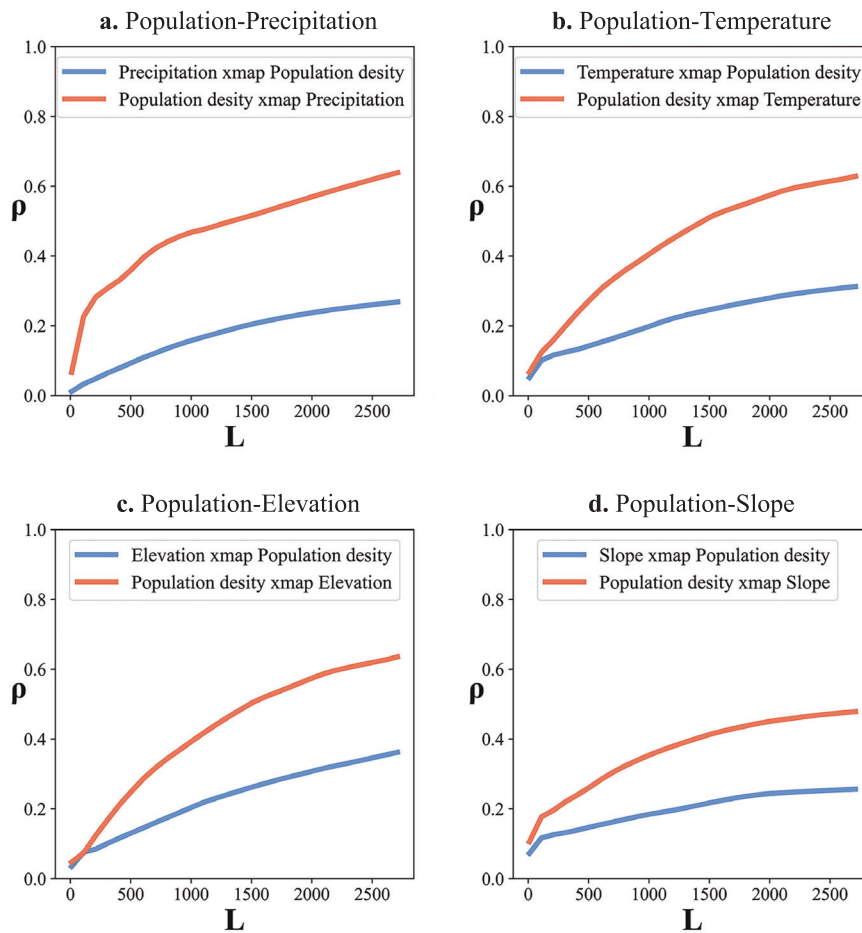 a. Population-Precipitation
1.0
0.8
0.6
0.4
0.2
0.0
ρ
Precipitation xmap Population desity
Population desity xmap Precipitation
0 500 1000 1500 2000 2500
L
b. Population-Temperature
1.0
0.8
0.6
0.4
0.2
0.0
ρ
Temperature xmap Population desity
Population desity xmap Temperature
0 500 1000 1500 2000 2500
L
c. Population-Elevation
1.0
0.8
0.6
0.4
0.2
0.0
ρ
Elevation xmap Population desity
Population desity xmap Elevation
0 500 1000 1500 2000 2500
L
d. Population-Slope
1.0
0.8
0.6
0.4
0.2
0.0
ρ
Slope xmap Population desity
Population desity xmap Slope
0 500 1000 1500 2000 2500
L